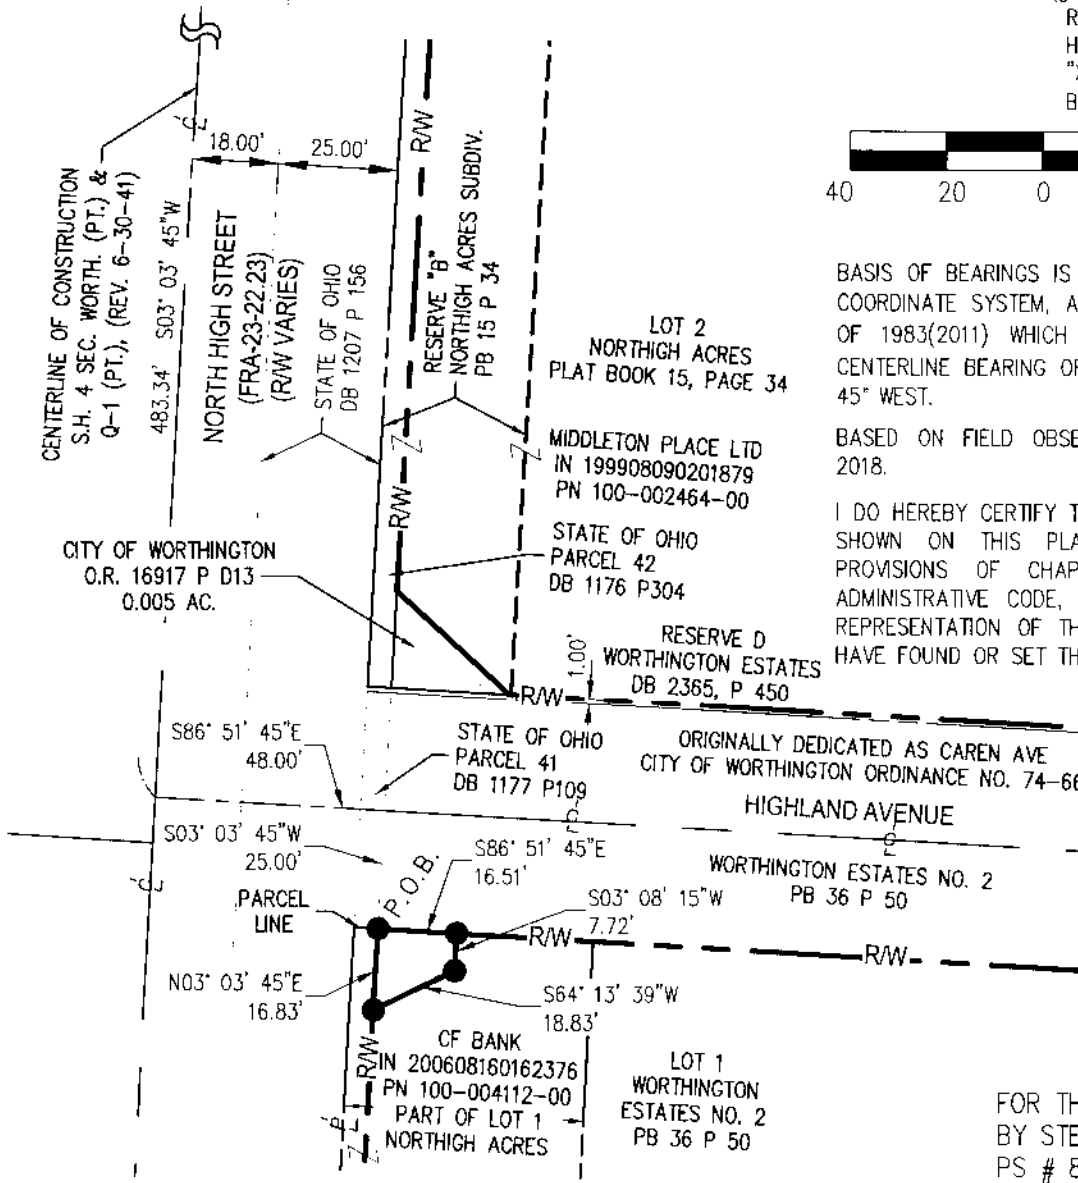 R
H
B
40 20 0
18.00'
25.00'
R/W
CENTERLINE OF CONSTRUCTION
S.H. 4 SEC. WORTH. (PT.) &
Q-1 (PT.), (REV. 6-30-41)
483.34' S03° 03' 45"W
NORTH HIGH STREET
(FRA-23-22.23)
(R/W VARIES)
STATE OF OHIO
DB 1207 P 156
RESERVE "B"
NORTHIGH ACRES SUBDIV.
PB 15 P 34
LOT 2
NORTHIGH ACRES
PLAT BOOK 15, PAGE 34
BASIS OF BEARINGS IS
COORDINATE SYSTEM, A
OF 1983(2011) WHICH
CENTERLINE BEARING OF
45" WEST.
BASED ON FIELD OBSE
2018.
I DO HEREBY CERTIFY T
SHOWN ON THIS PLA
PROVISIONS OF CHAP
ADMINISTRATIVE CODE,
REPRESENTATION OF TH
HAVE FOUND OR SET TH
MIDDLETON PLACE LTD
IN 199908090201879
PN 100-002464-00
R/W
STATE OF OHIO
PARCEL 42
DB 1176 P304
CITY OF WORTHINGTON
O.R. 16917 P D13
0.005 AC.
1.00'
RESERVE D
WORTHINGTON ESTATES
DB 2365, P 450
R/W
S86° 51' 45"E
48.00'
STATE OF OHIO
PARCEL 41
DB 1177 P109
ORIGINALLY DEDICATED AS CAREN AVE
CITY OF WORTHINGTON ORDINANCE NO. 74-66
HIGHLAND AVENUE
S03° 03' 45"W
25.00'
P.O.B.
S86° 51' 45"E
16.51'
WORTHINGTON ESTATES NO. 2
PB 36 P 50
PARCEL
LINE
S03° 08' 15"W
7.72'
R/W
R/W
N03° 03' 45"E
16.83'
S64° 13' 39"W
18.83'
R/W
CF BANK
IN 200608160162376
PN 100-004112-00
PART OF LOT 1
NORTHIGH ACRES
LOT 1
WORTHINGTON
ESTATES NO. 2
PB 36 P 50
FOR TH
BY STE
PS # 8